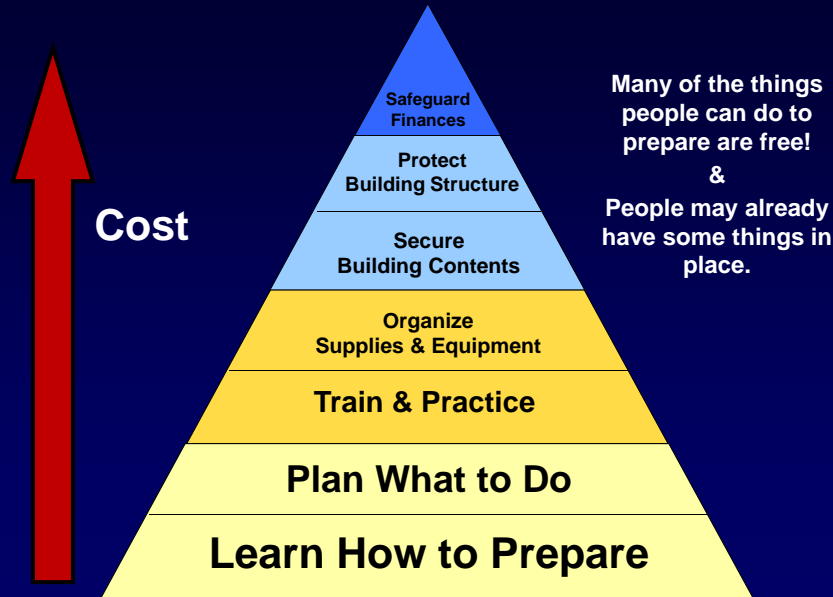 Safeguard
Finances
Protect
Building Structure
Secure
Building Contents
Organize
Supplies & Equipment
Train & Practice
Plan What to Do
Learn How to Prepare
Cost
Many of the things
people can do to
prepare are free!
&
People may already
have some things in
place.